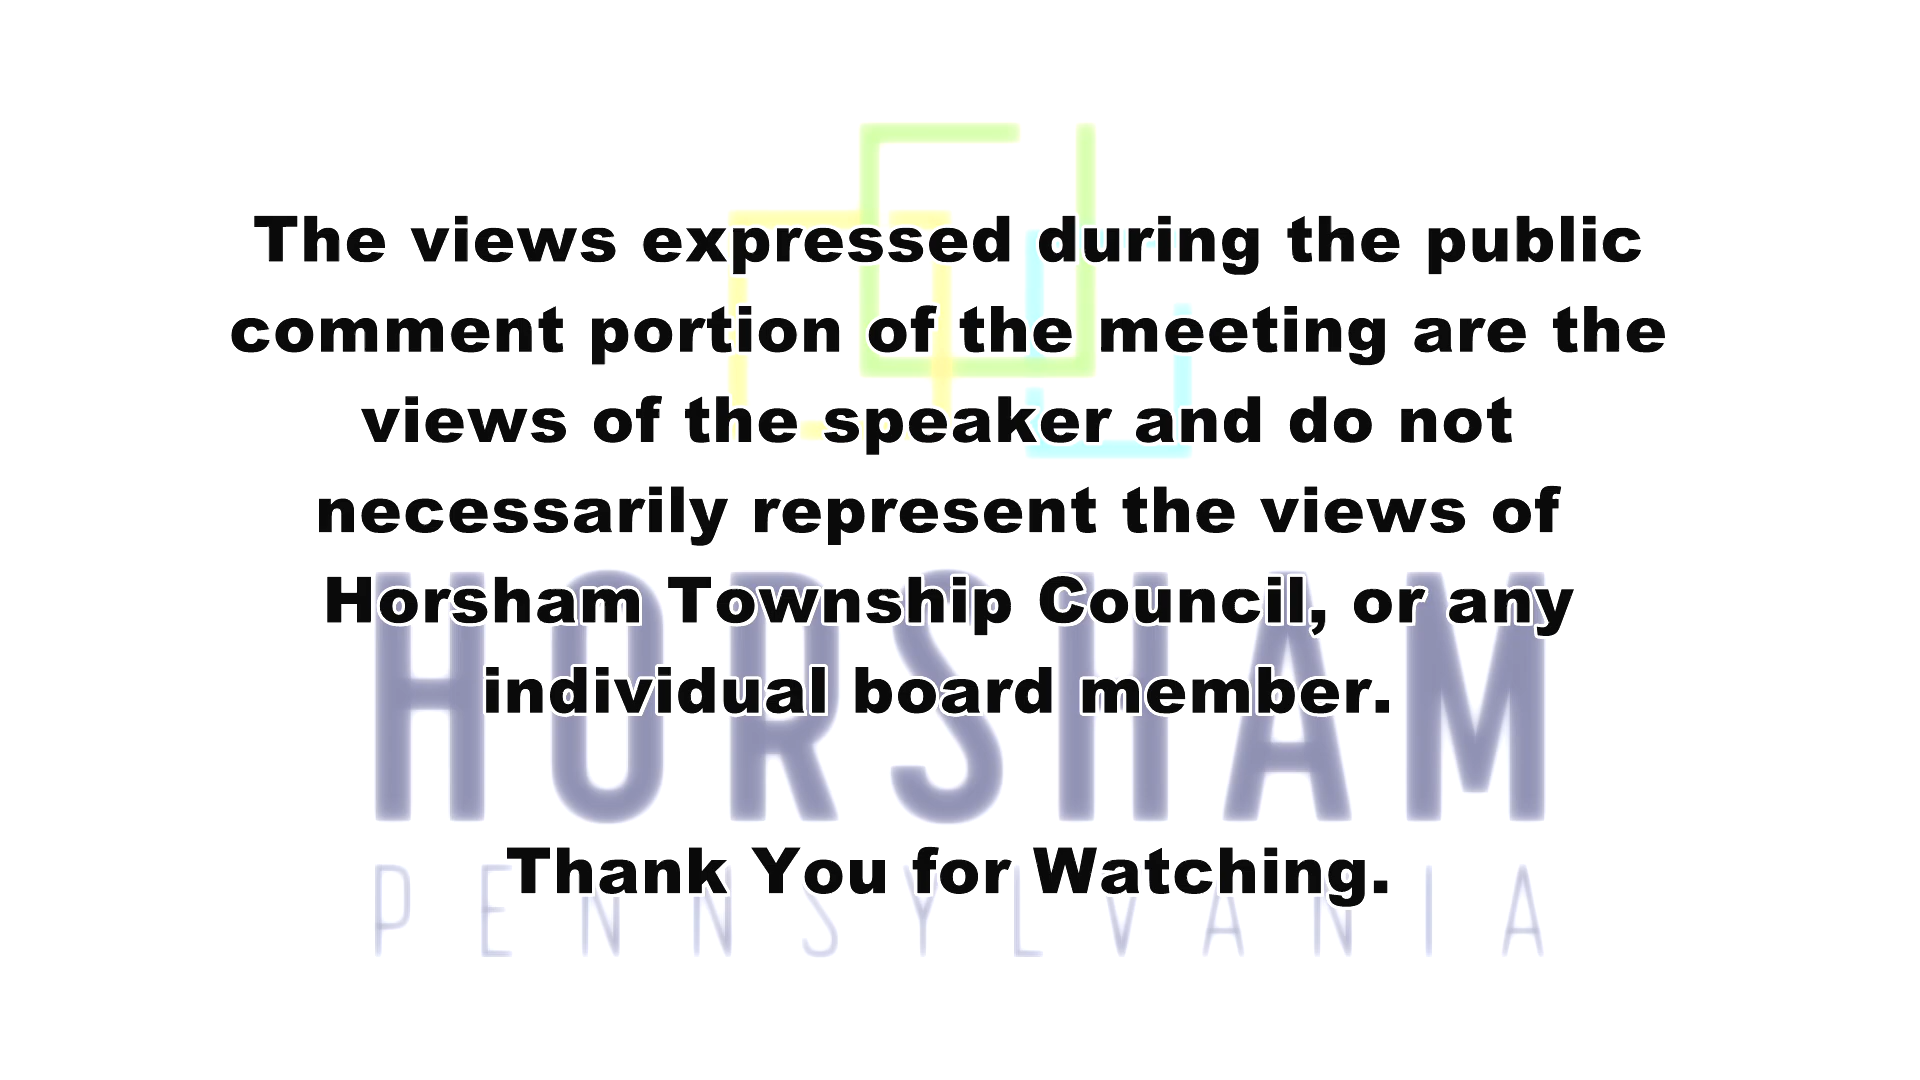 The views expressed during the public
comment portion of the meeting are the
views of the speaker and do not
necessarily represent the views of
Horsham Township Council, or any
individual board member.
HORSHAM
Thank You for Watching.
PENNSYLVANIA